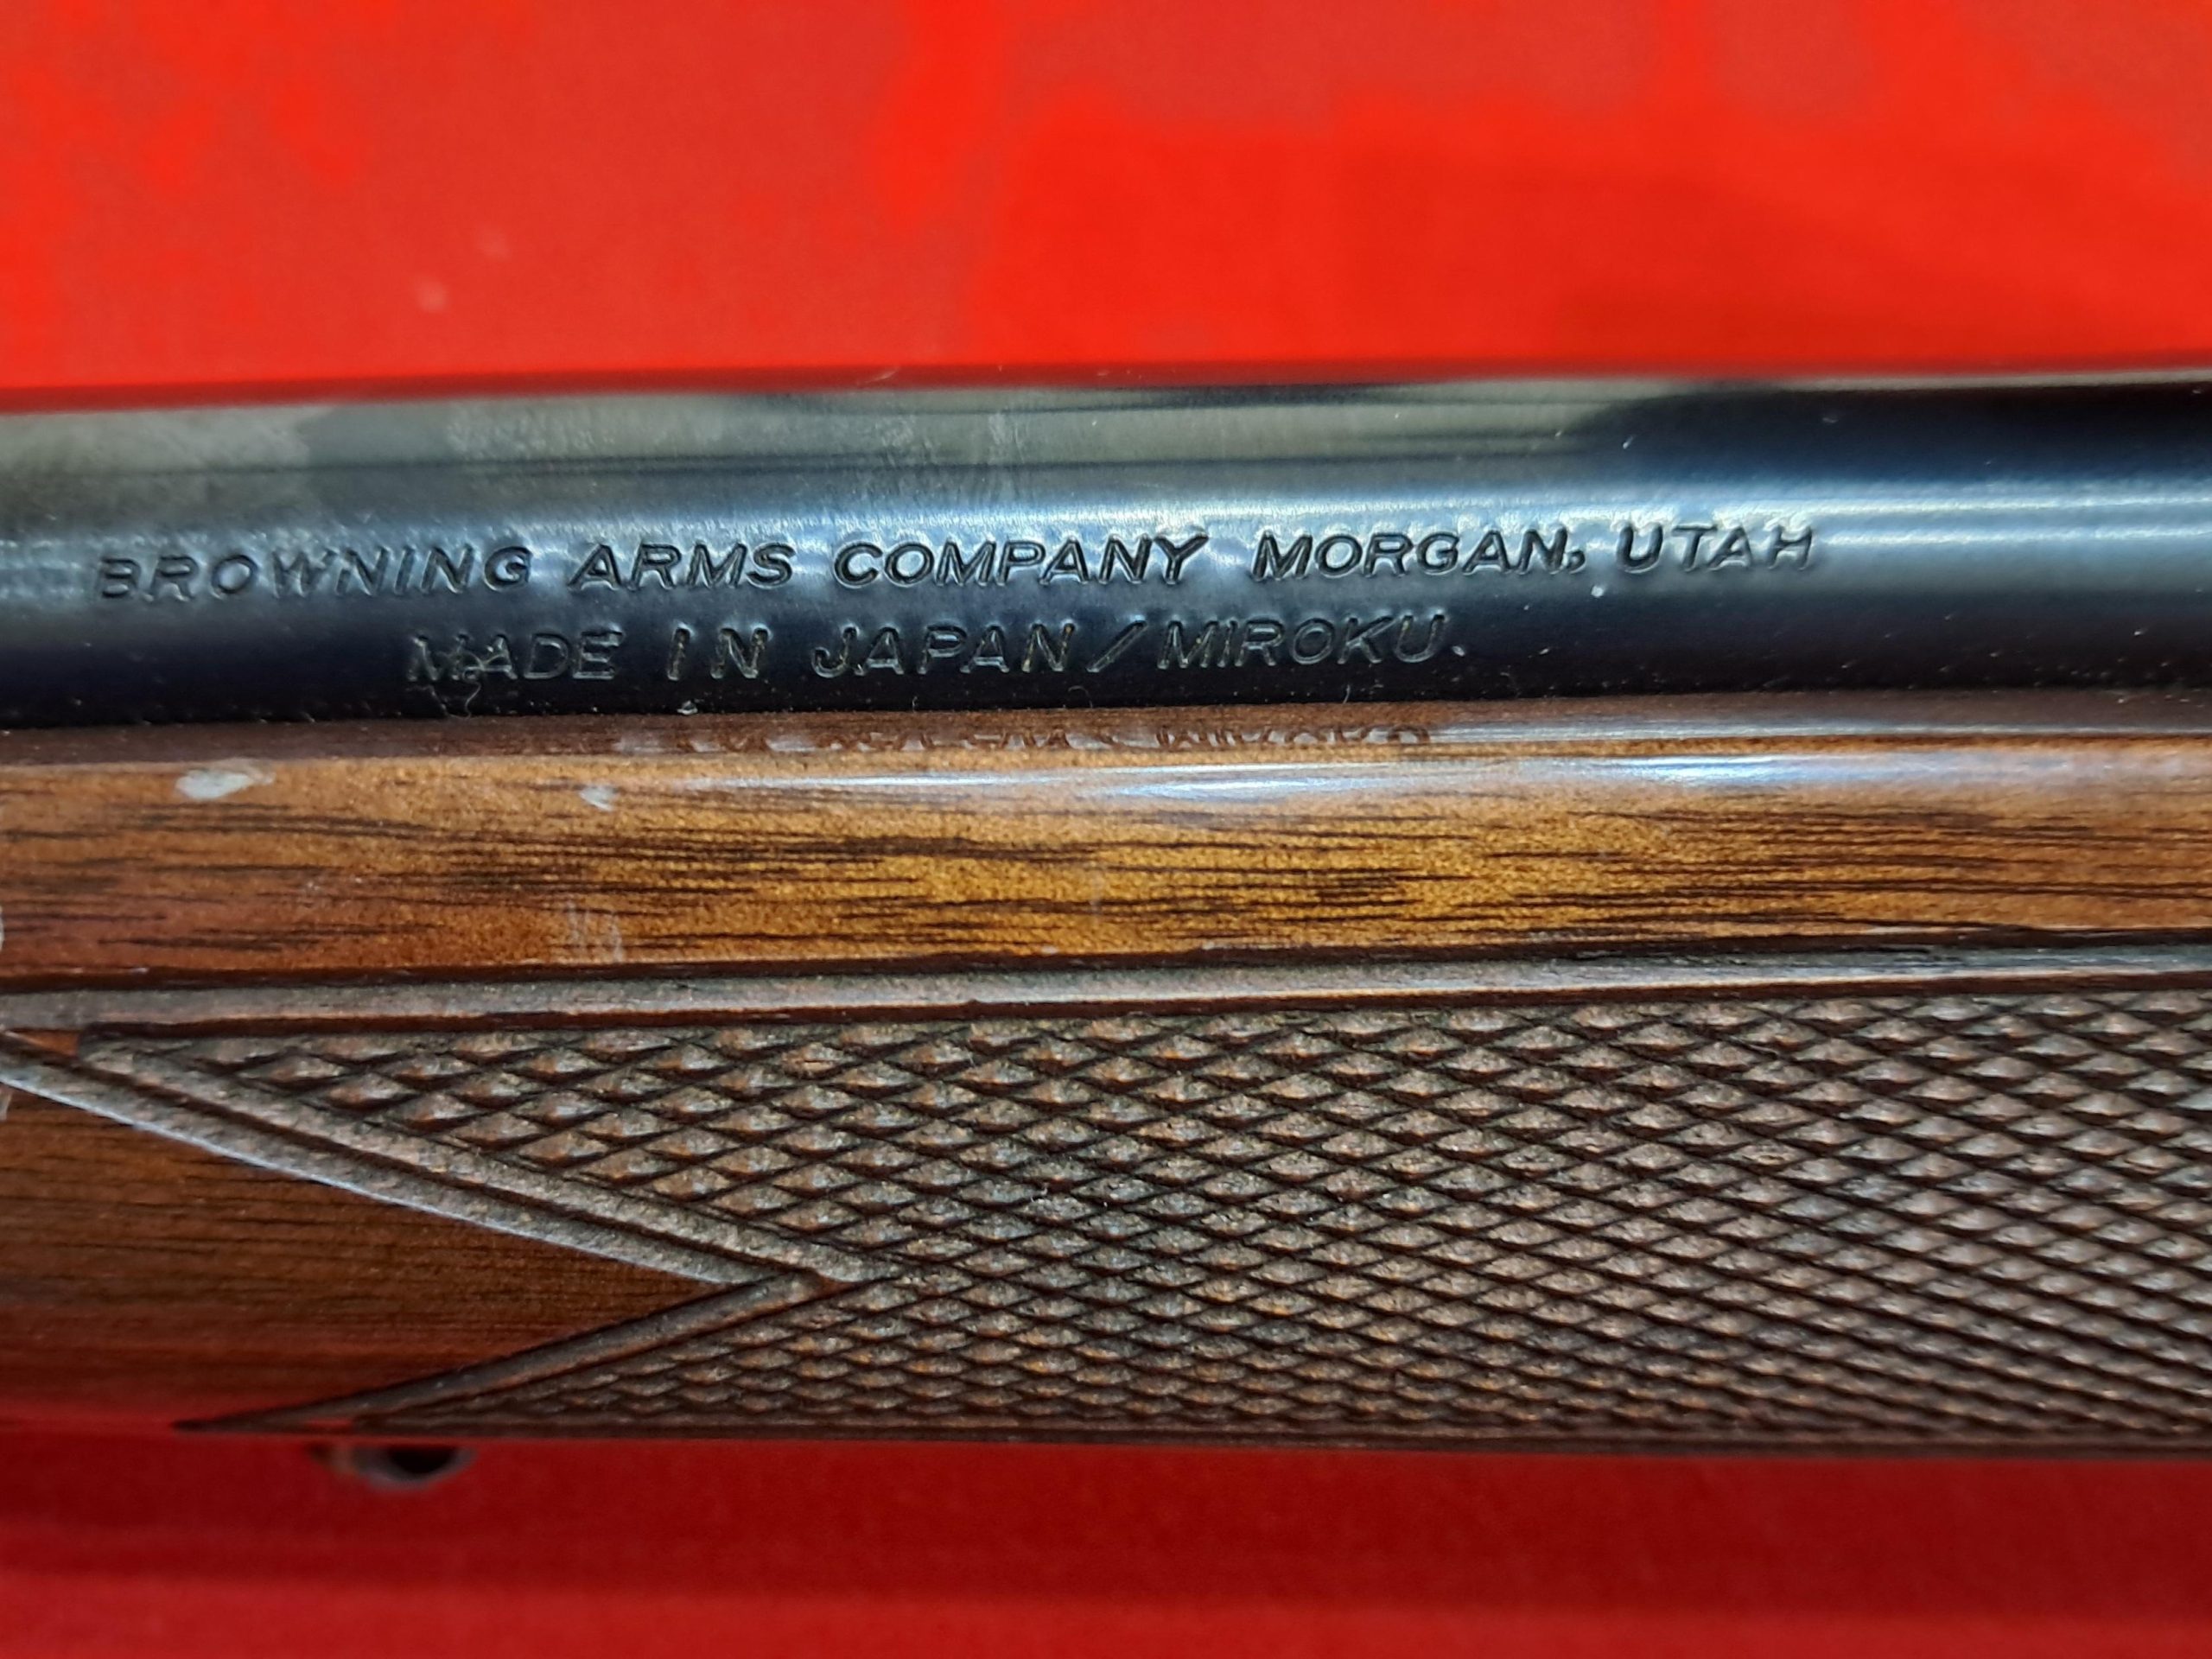 BROWNING ARMS COMPANY MORGAN, UTAH
MADE IN JAPAN/MIROKU.